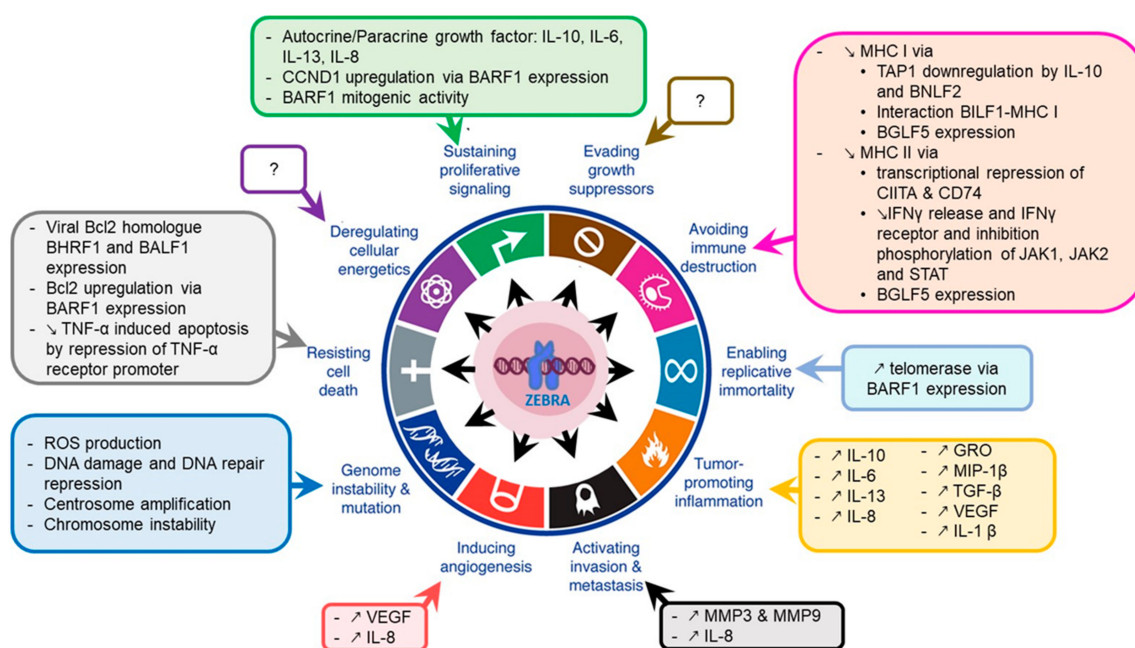 - Autocrine/Paracrine growth factor: IL-10, IL-6,
IL-13, IL-8
- CCND1 upregulation via BARF1 expression
- BARF1 mitogenic activity
?
- ↘ MHC I via
• TAP1 downregulation by IL-10
and BNLF2
• Interaction BILF1-MHC I
• BGLF5 expression
- ↘ MHC II via
• transcriptional repression of
CIITA & CD74
• ↘IFNγ release and IFNγ
receptor and inhibition
phosphorylation of JAK1, JAK2
and STAT
• BGLF5 expression
?
Sustaining
proliferative
signaling
Evading
growth
suppressors
Deregulating
cellular
energetics
Avoiding
immune
destruction
- Viral Bcl2 homologue
BHRF1 and BALF1
expression
- Bcl2 upregulation via
BARF1 expression
- ↘ TNF-α induced apoptosis
by repression of TNF-α
receptor promoter
Resisting
cell
death
ZEBRA
Enabling
replicative
immortality
↗ telomerase via
BARF1 expression
- ROS production
- DNA damage and DNA repair
repression
- Centrosome amplification
- Chromosome instability
Genome
instability &
mutation
Tumor-
promoting
inflammation
- ↗ IL-10
- ↗ IL-6
- ↗ IL-13
- ↗ IL-8
- ↗ GRO
- ↗ MIP-1β
- ↗ TGF-β
- ↗ VEGF
- ↗ IL-1 β
Inducing
angiogenesis
Activating
invasion &
metastasis
- ↗ VEGF
- ↗ IL-8
- ↗ MMP3 & MMP9
- ↗ IL-8